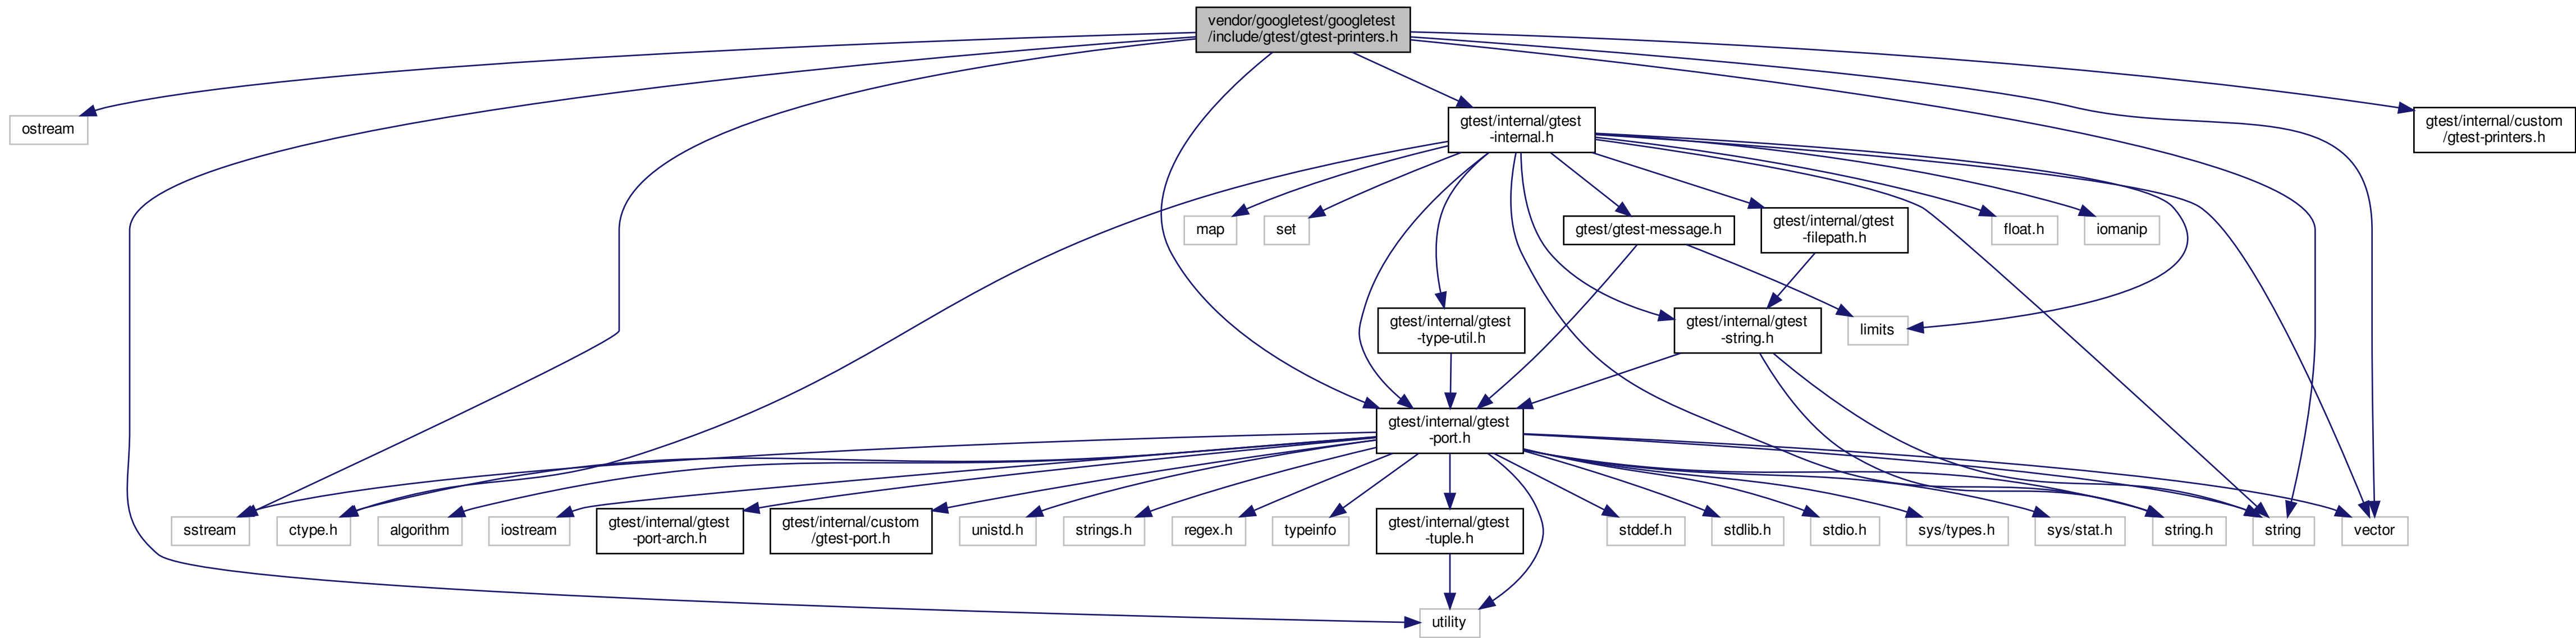 vendor/googletest/googletest
/include/gtest/gtest-printers.h
ostream
gtest/internal/gtest
-internal.h
gtest/internal/custom
/gtest-printers.h
map
set
gtest/gtest-message.h
gtest/internal/gtest
-filepath.h
float.h
iomanip
gtest/internal/gtest
-type-util.h
gtest/internal/gtest
-string.h
limits
gtest/internal/gtest
-port.h
sstream
ctype.h
algorithm
iostream
gtest/internal/gtest
-port-arch.h
gtest/internal/custom
/gtest-port.h
unistd.h
strings.h
regex.h
typeinfo
gtest/internal/gtest
-tuple.h
stddef.h
stdlib.h
stdio.h
sys/types.h
sys/stat.h
string.h
string
vector
utility